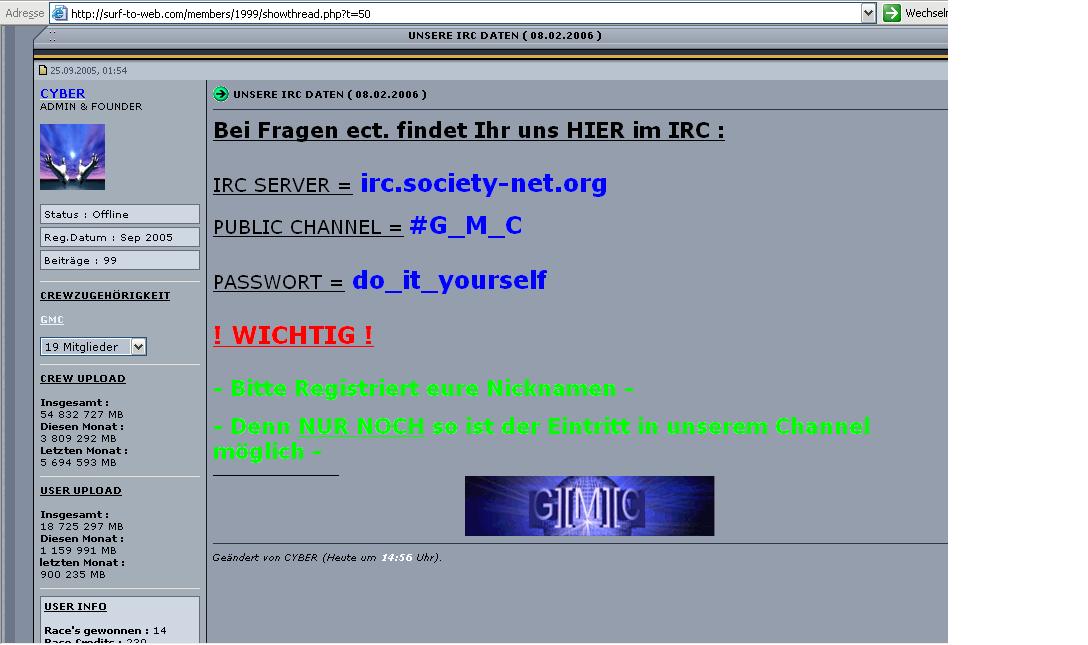 Adresse http://surf-to-web.com/members/1999/showthread.php?t=50 Wechseln
:: UNSERE IRC DATEN ( 08.02.2006 )
25.09.2005, 01:54
CYBER
ADMIN & FOUNDER
Status : Offline
Reg.Datum : Sep 2005
Beiträge : 99
CREWZUGEHÖRIGKEIT
GMC
19 Mitglieder
CREW UPLOAD
Insgesamt :
54 832 727 MB
Diesen Monat :
3 809 292 MB
Letzten Monat :
5 694 593 MB
USER UPLOAD
Insgesamt :
18 725 297 MB
Diesen Monat :
1 159 991 MB
letzten Monat :
900 235 MB
USER INFO
Race's gewonnen : 14
Race Credits : 230
UNSERE IRC DATEN ( 08.02.2006 )
Bei Fragen ect. findet Ihr uns HIER im IRC :
IRC SERVER = irc.society-net.org
PUBLIC CHANNEL = #G_M_C
PASSWORT = do_it_yourself
! WICHTIG !
- Bitte Registriert eure Nicknamen -
- Denn NUR NOCH so ist der Eintritt in unserem Channel
möglich -
G][M][C
Geändert von CYBER (Heute um 14:56 Uhr).